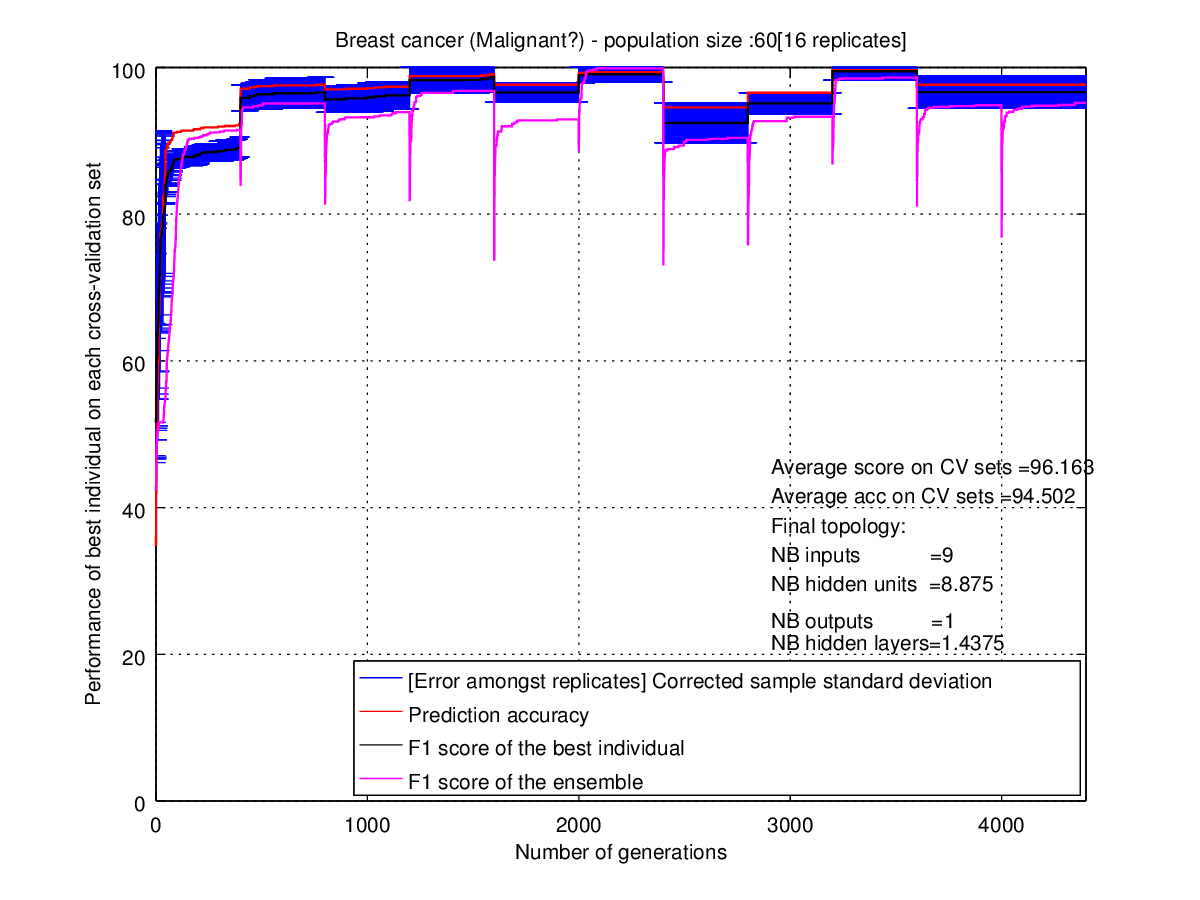 Breast cancer (Malignant?) - population size :60[16 replicates]
Performance of best individual on each cross-validation set
100
80
60
40
20
0
Average score on CV sets =96.163
Average acc on CV sets =94.502
Final topology:
NB inputs =9
NB hidden units =8.875
NB outputs =1
NB hidden layers=1.4375
[Error amongst replicates] Corrected sample standard deviation
Prediction accuracy
F1 score of the best individual
F1 score of the ensemble
0 1000 2000 3000 4000
Number of generations